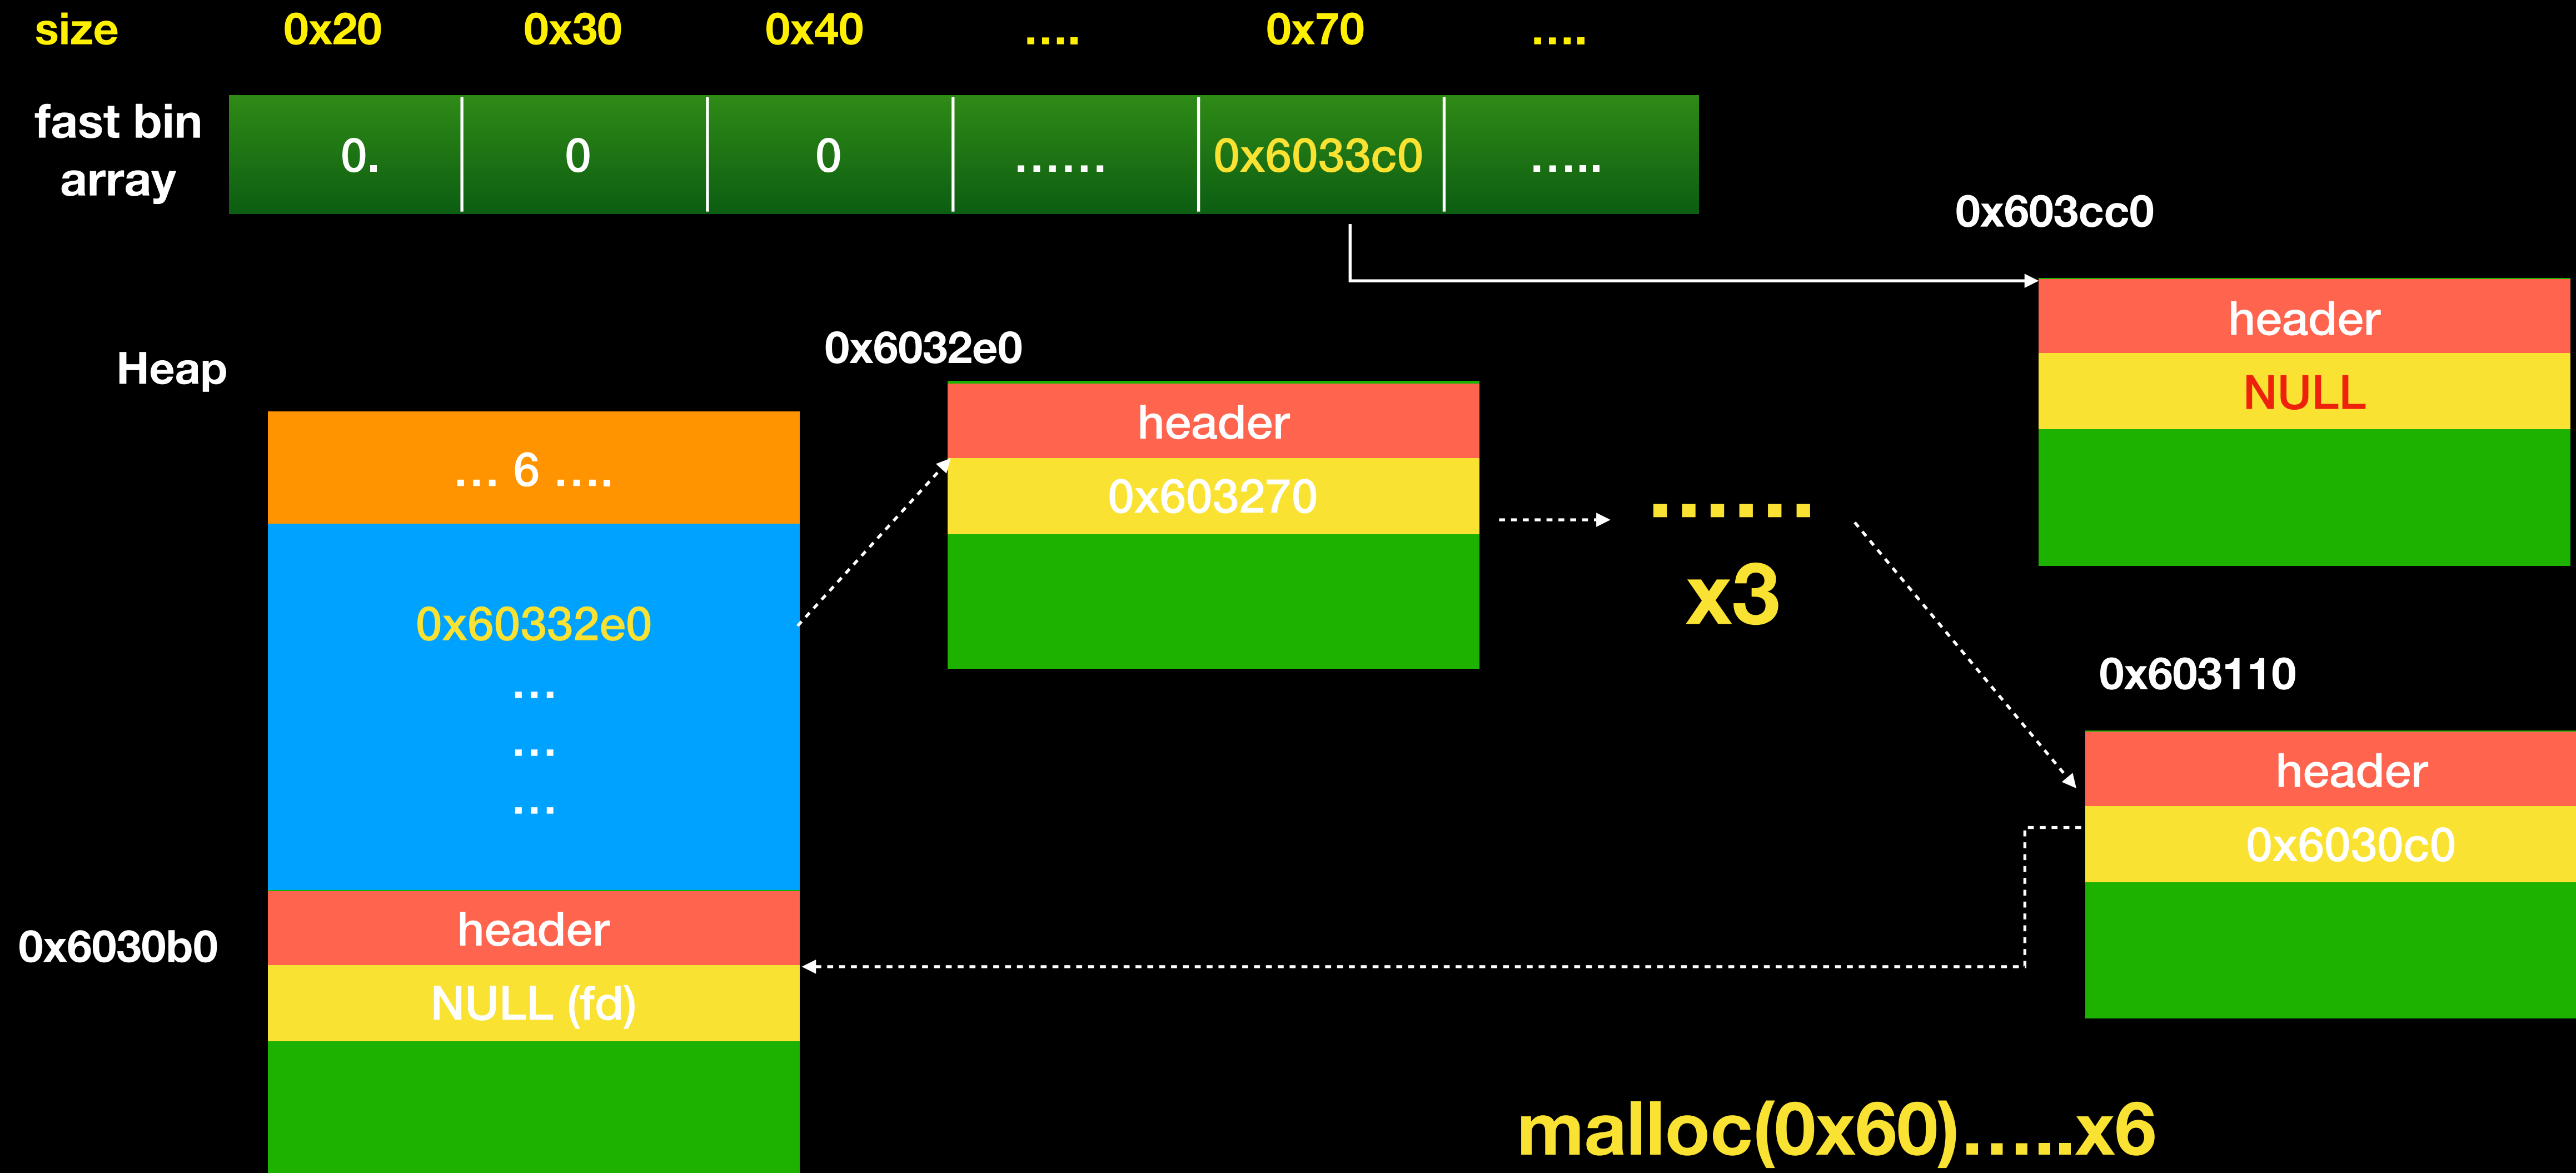 size 0x20 0x30 0x40 .... 0x70 ....
fast bin
array
0. 0 0 ...... 0x6033c0 .....
0x603cc0
header
NULL
Heap
0x6032e0
header
0x603270
... 6 ....
0x60332e0
...
...
...
......
x3
0x603110
header
0x6030c0
0x6030b0
header
NULL (fd)
malloc(0x60)......x6